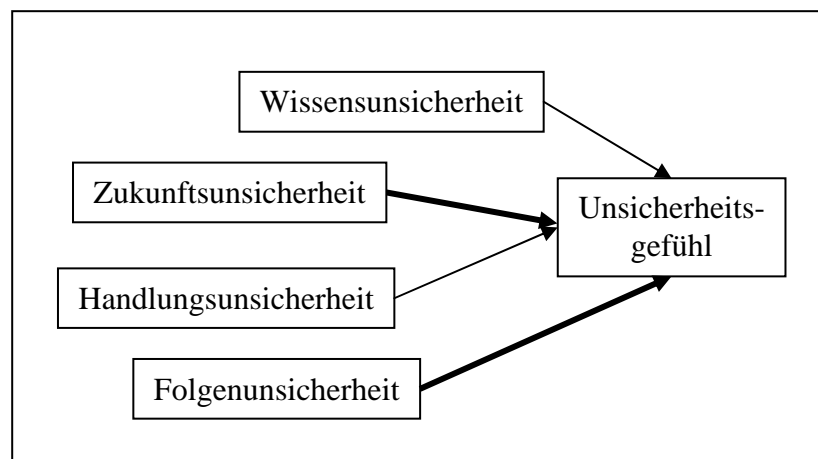 Wissensunsicherheit
Zukunftsunsicherheit
Unsicherheits-
gefühl
Handlungsunsicherheit
Folgenunsicherheit